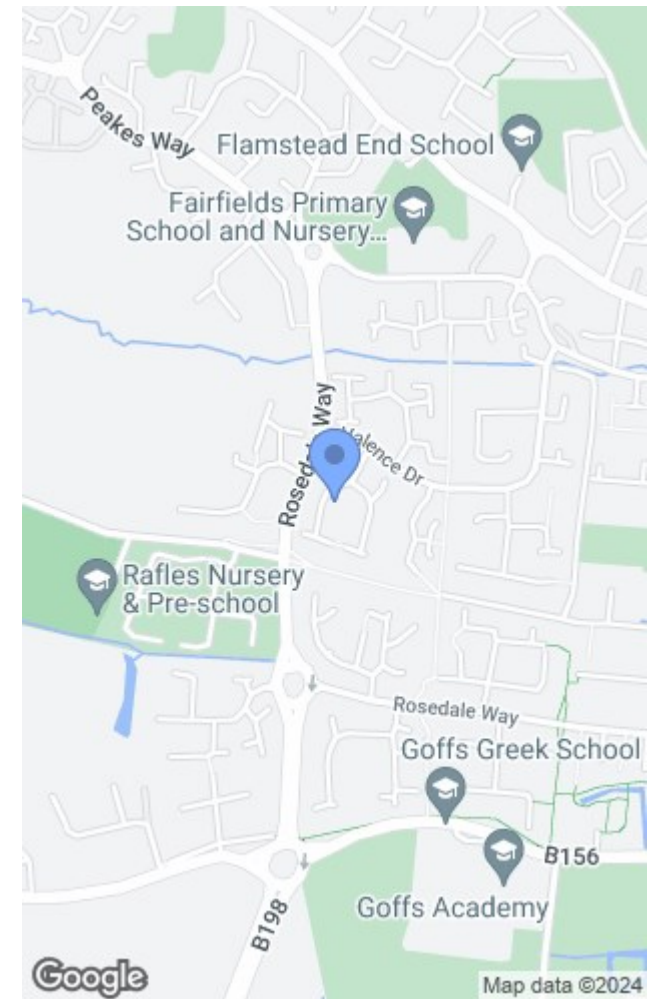 Peakes Way
Flamstead End School
Fairfields Primary
School and Nursery...
Rosedale Way
Valence Dr
Rafles Nursery
& Pre-school
Rosedale Way
Goffs Greek School
B156
Goffs Academy
B198
Google
Map data ©2024